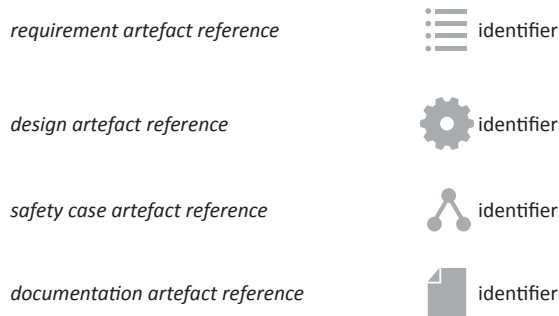 requirement artefact reference identifier
design artefact reference identifier
safety case artefact reference identifier
documentation artefact reference identifier